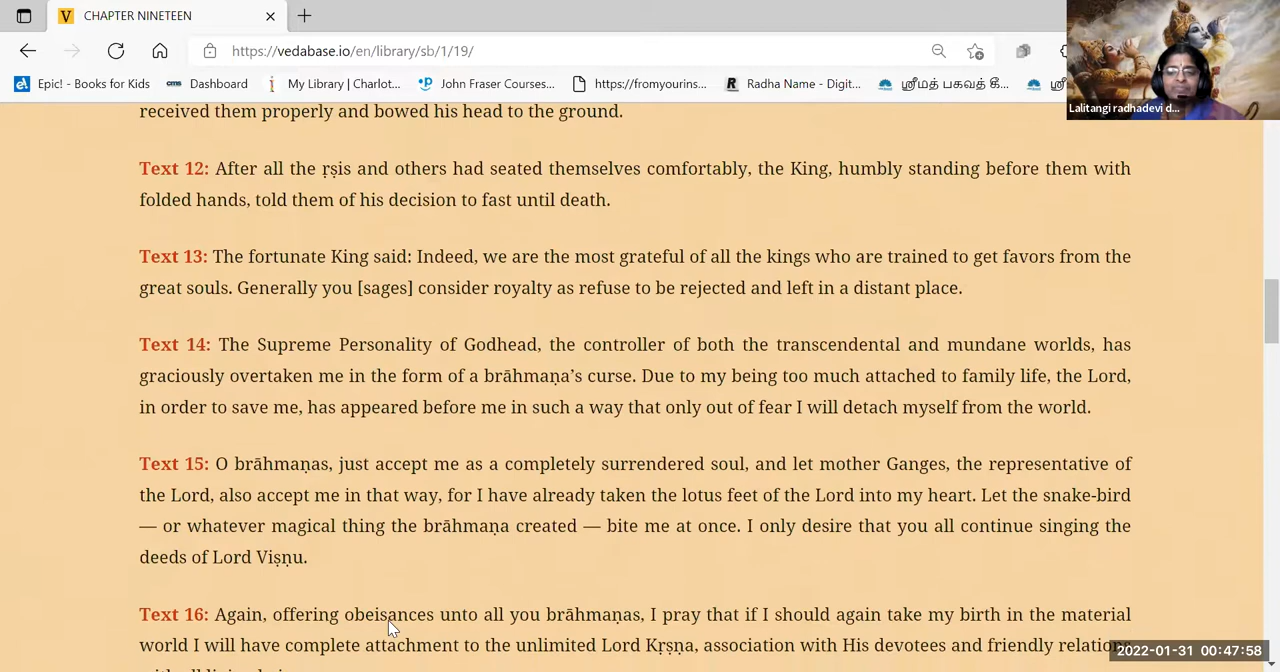 CHAPTER NINETEEN
https://vedabase.io/en/library/sb/1/19/
Epic! - Books for Kids
Dashboard
My Library | Charlot...
John Fraser Courses...
https://fromyourins...
Radha Name - Digit...
ஸ்ரீமத் பகவத் கீ...
Lalitangi radhadevi d...
received them properly and bowed his head to the ground.
Text 12: After all the ṛṣis and others had seated themselves comfortably, the King, humbly standing before them with
folded hands, told them of his decision to fast until death.
Text 13: The fortunate King said: Indeed, we are the most grateful of all the kings who are trained to get favors from the
great souls. Generally you [sages] consider royalty as refuse to be rejected and left in a distant place.
Text 14: The Supreme Personality of Godhead, the controller of both the transcendental and mundane worlds, has
graciously overtaken me in the form of a brāhmaṇa’s curse. Due to my being too much attached to family life, the Lord,
in order to save me, has appeared before me in such a way that only out of fear I will detach myself from the world.
Text 15: O brāhmaṇas, just accept me as a completely surrendered soul, and let mother Ganges, the representative of
the Lord, also accept me in that way, for I have already taken the lotus feet of the Lord into my heart. Let the snake-bird
— or whatever magical thing the brāhmaṇa created — bite me at once. I only desire that you all continue singing the
deeds of Lord Viṣṇu.
Text 16: Again, offering obeisances unto all you brāhmaṇas, I pray that if I should again take my birth in the material
world I will have complete attachment to the unlimited Lord Kṛṣṇa, association with His devotees and friendly relations
2022-01-31 00:47:58